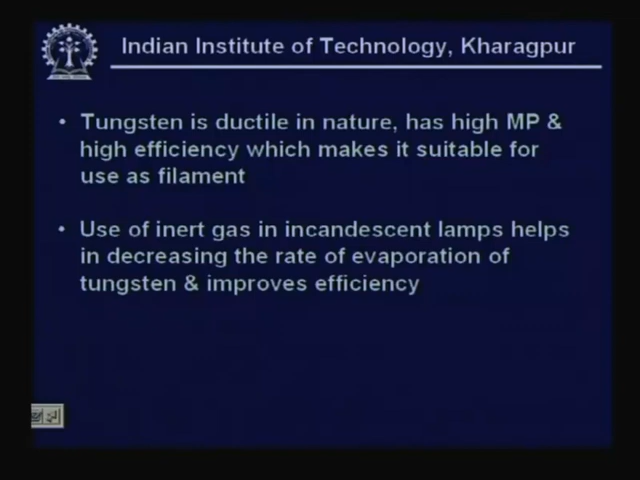 Indian Institute of Technology, Kharagpur
• Tungsten is ductile in nature, has high MP &
high efficiency which makes it suitable for
use as filament
• Use of inert gas in incandescent lamps helps
in decreasing the rate of evaporation of
tungsten & improves efficiency